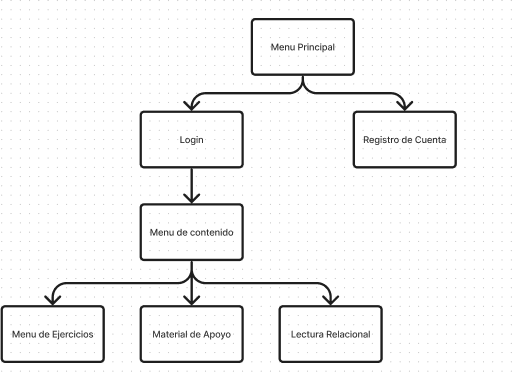 Menu Principal
Login
Registro de Cuenta
Menu de contenido
Menu de Ejercicios
Material de Apoyo
Lectura Relacional